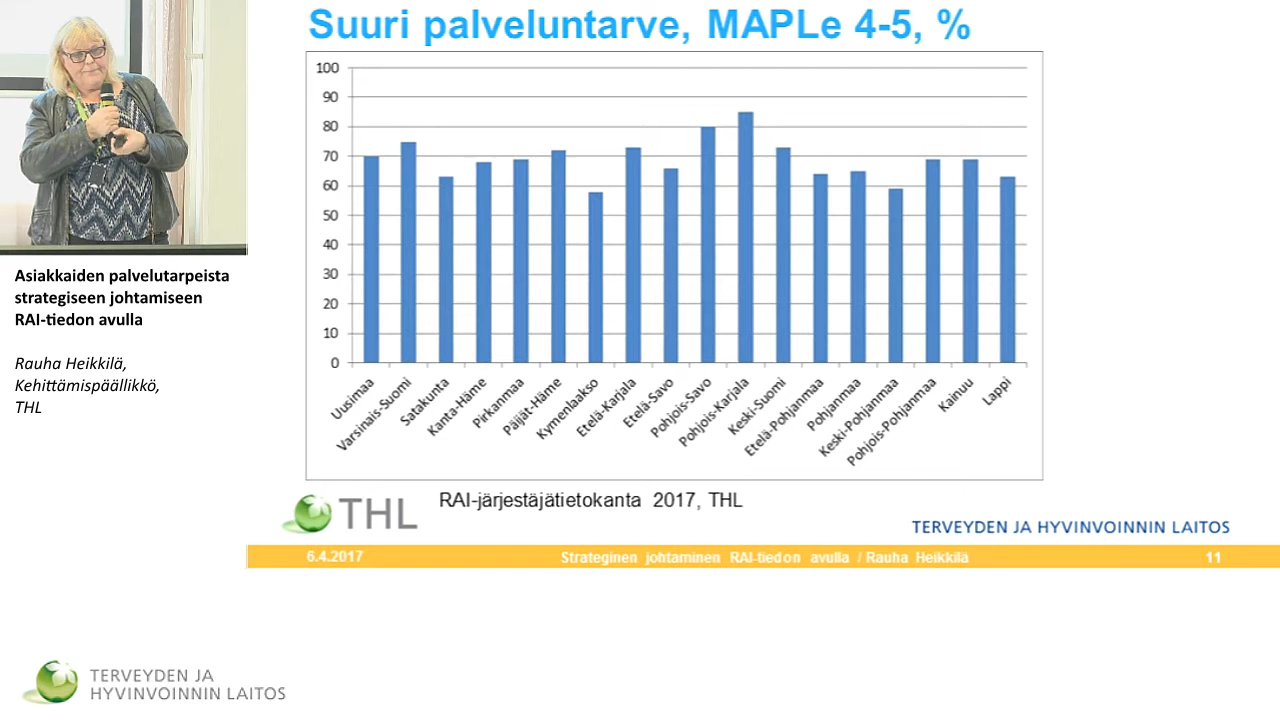 Suuri palveluntarve, MAPLe 4-5, %
100
90
80
70
60
50
40
30
20
10
0
Uusimaa
Varsinais-Suomi
Satakunta
Kanta-Häme
Pirkanmaa
Päijät-Häme
Kymenlaakso
Etelä-Karjala
Etelä-Savo
Pohjois-Savo
Pohjois-Karjala
Keski-Suomi
Etelä-Pohjanmaa
Pohjanmaa
Keski-Pohjanmaa
Pohjois-Pohjanmaa
Kainuu
Lappi
Asiakkaiden palvelutarpeista
strategiseen johtamiseen
RAI-tiedon avulla
Rauha Heikkilä,
Kehittämispäällikkö,
THL
THL
RAI-järjestäjätietokanta 2017, THL
TERVEYDEN JA HYVINVOINNIN LAITOS
6.4.2017 Strateginen johtaminen RAI-tiedon avulla / Rauha Heikkilä 11
TERVEYDEN JA
HYVINVOINNIN LAITOS